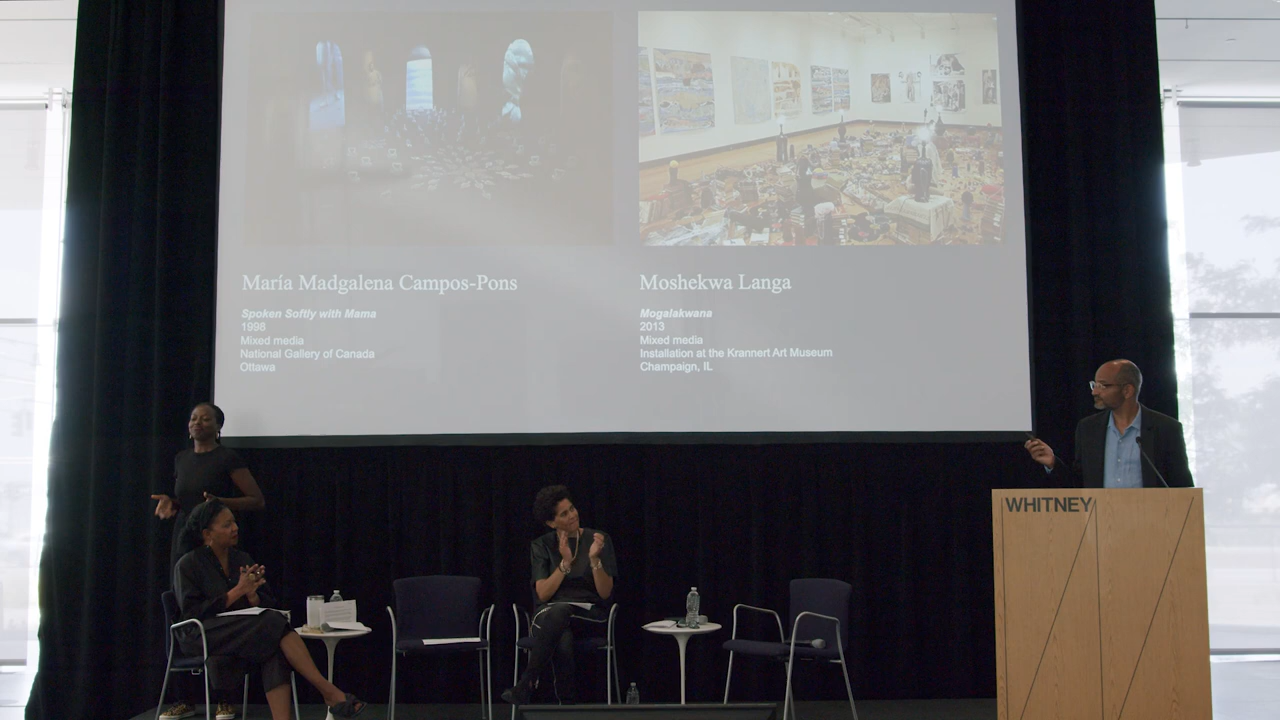 María Madgalena Campos-Pons
Spoken Softly with Mama
1998
Mixed media
National Gallery of Canada
Ottawa
Moshekwa Langa
Mogalakwana
2013
Mixed media
Installation at the Krannert Art Museum
Champaign, IL
WHITNEY